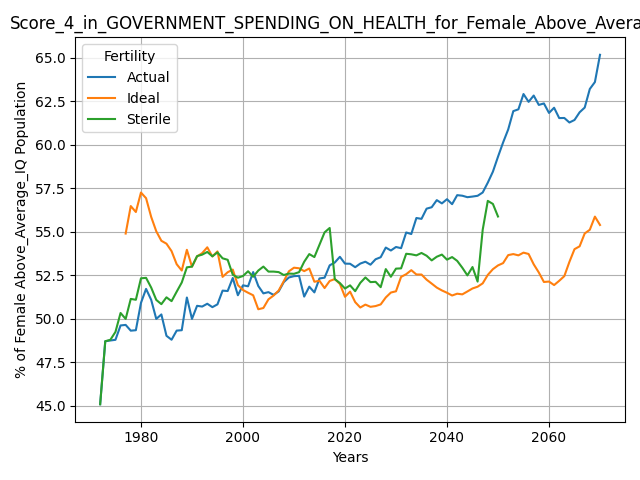 Score_4_in_GOVERNMENT_SPENDING_ON_HEALTH_for_Female_Above_Avera
Fertility
Actual
Ideal
Sterile
% of Female Above_Average_IQ Population
65.0
62.5
60.0
57.5
55.0
52.5
50.0
47.5
45.0
1980 2000 2020 2040 2060
Years